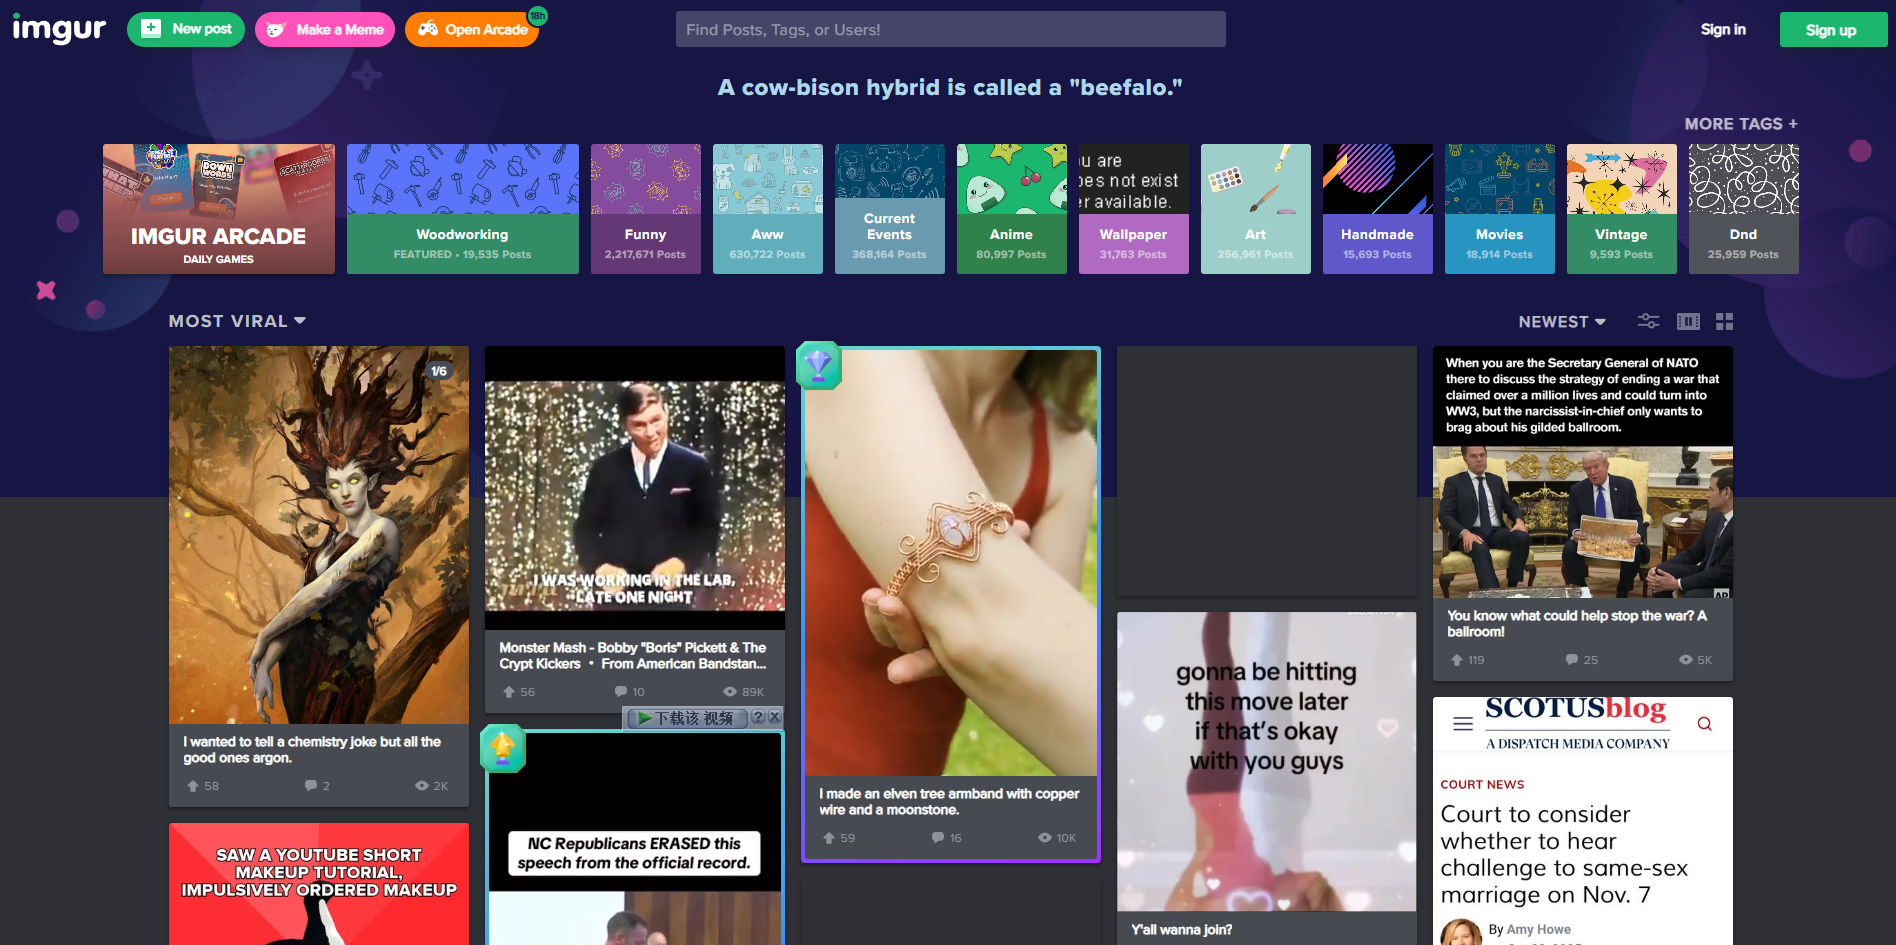 imgur
New post
Make a Meme
Open Arcade
18h
Find Posts, Tags, or Users!
Sign in
Sign up
A cow-bison hybrid is called a "beefalo."
MORE TAGS +
DOWN WORDS
IMGUR ARCADE
DAILY GAMES
Woodworking
FEATURED • 19,535 Posts
Funny
2,217,671 Posts
Aww
630,722 Posts
Current
Events
368,164 Posts
Anime
80,997 Posts
u are
es not exist
er available.
Wallpaper
31,763 Posts
Art
256,961 Posts
Handmade
15,693 Posts
Movies
18,914 Posts
Vintage
9,593 Posts
Dnd
25,959 Posts
MOST VIRAL
NEWEST
1/6
I wanted to tell a chemistry joke but all the
good ones argon.
58
2
2K
SAW A YOUTUBE SHORT
MAKEUP TUTORIAL,
IMPULSIVELY ORDERED MAKEUP
I WAS WORKING IN THE LAB,
LATE ONE NIGHT
Monster Mash - Bobby "Boris" Pickett & The
Crypt Kickers • From American Bandstan...
56
10
89K
下载该 视频
? X
NC Republicans ERASED this
speech from the official record.
I made an elven tree armband with copper
wire and a moonstone.
59
16
10K
gonna be hitting
this move later
if that's okay
with you guys
Y'all wanna join?
When you are the Secretary General of NATO
there to discuss the strategy of ending a war that
claimed over a million lives and could turn into
WW3, but the narcissist-in-chief only wants to
brag about his gilded ballroom.
AP
You know what could help stop the war? A
ballroom!
119
25
5K
SCOTUSblog
A DISPATCH MEDIA COMPANY
COURT NEWS
Court to consider
whether to hear
challenge to same-sex
marriage on Nov. 7
By Amy Howe